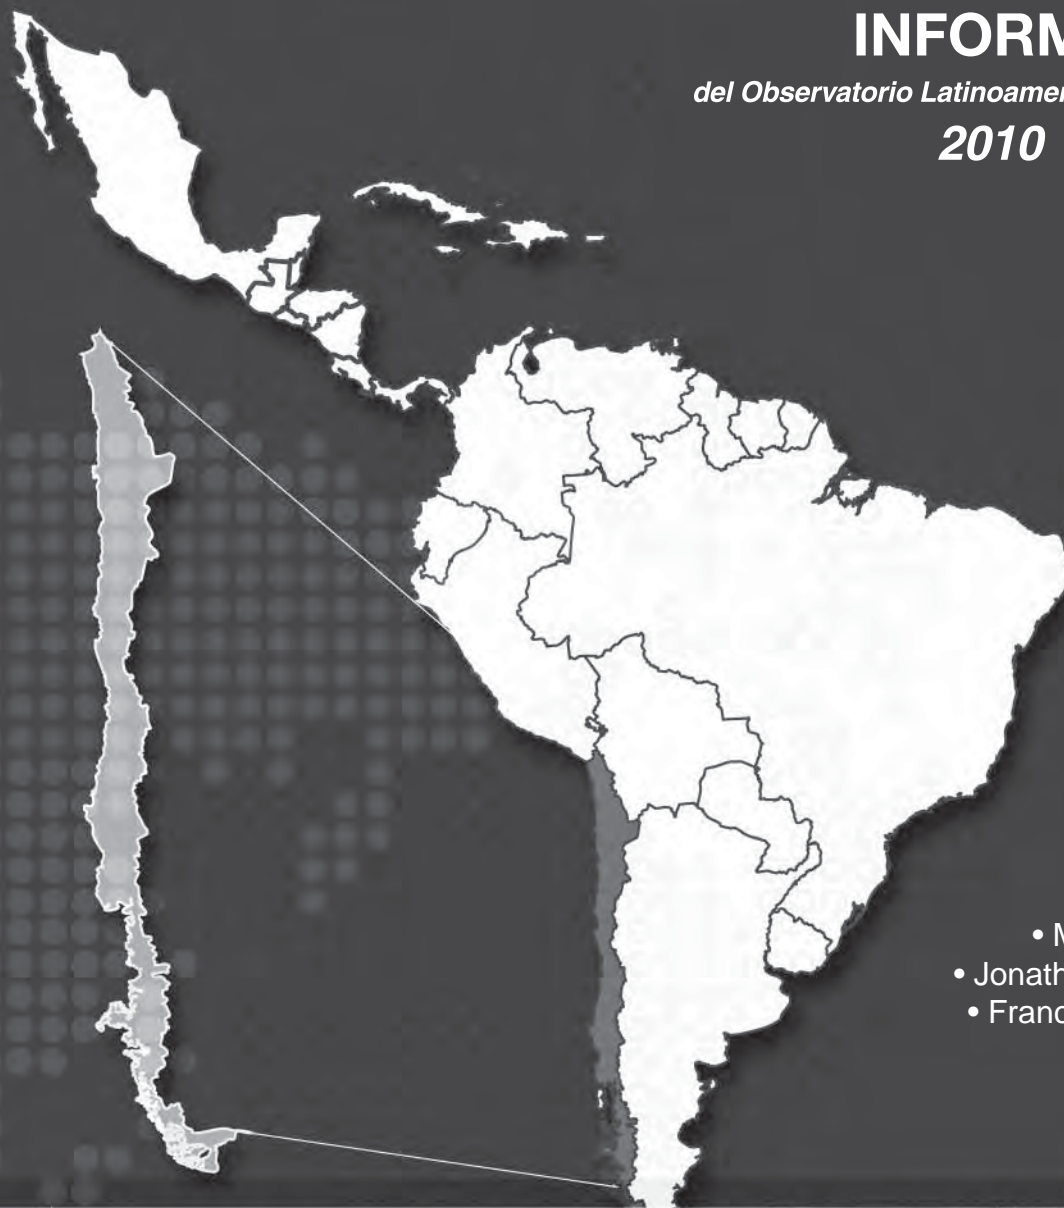 INFORM
del Observatorio Latinoamer
2010
• M
• Jonath
• Franc